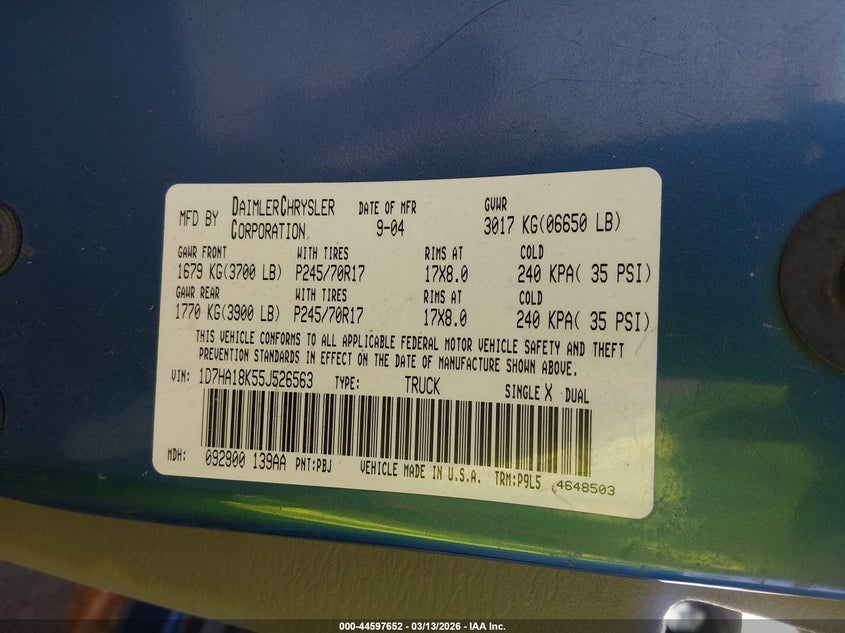 MFD BY DAIMLERCHRYSLER CORPORATION DATE OF MFR 9-04 GVWR 3017 KG(06650 LB)
GAWR FRONT WITH TIRES RIMS AT COLD
1679 KG(3700 LB) P245/70R17 17X8.0 240 KPA( 35 PSI)
GAWR REAR WITH TIRES RIMS AT COLD
1770 KG(3900 LB) P245/70R17 17X8.0 240 KPA( 35 PSI)
THIS VEHICLE CONFORMS TO ALL APPLICABLE FEDERAL MOTOR VEHICLE SAFETY AND THEFT
PREVENTION STANDARDS IN EFFECT ON THE DATE OF MANUFACTURE SHOWN ABOVE.
VIN: 1D7HA18K55J526563 TYPE: TRUCK SINGLE X DUAL
MDH: 092900 139AA PNT:PBJ VEHICLE MADE IN U.S.A. TRM:P9L5 4648503
000-44597652 - 03/13/2026 - IAA Inc.